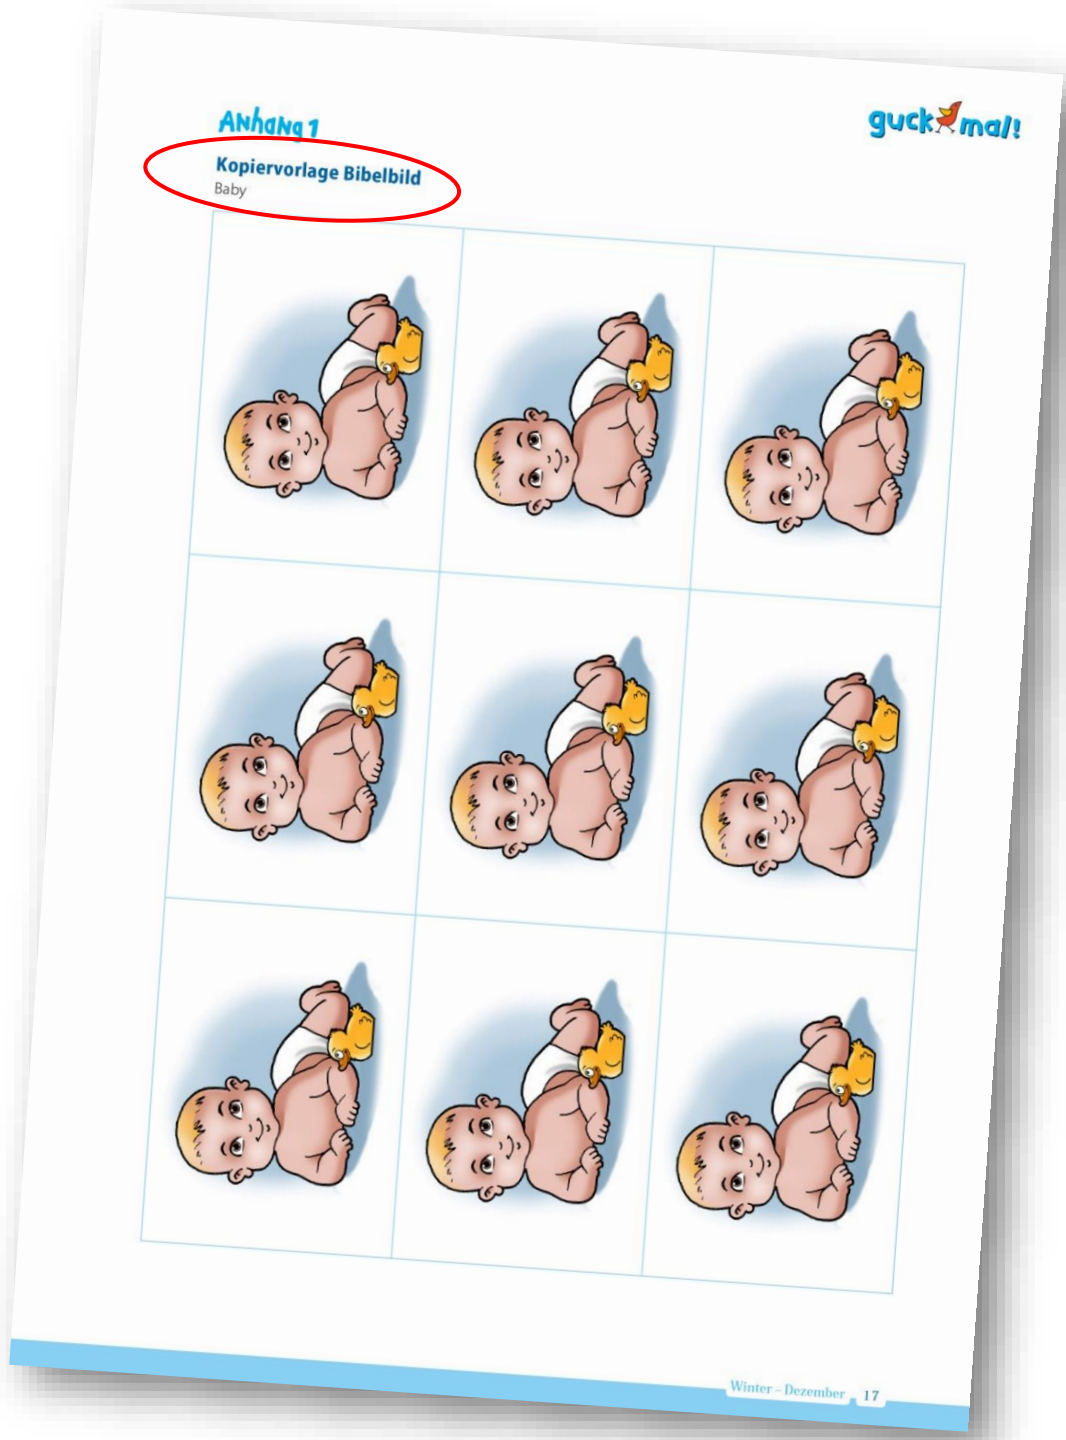 Anhang 1
guck mal!
Kopiervorlage Bibelbild
Baby
Winter – Dezember 17